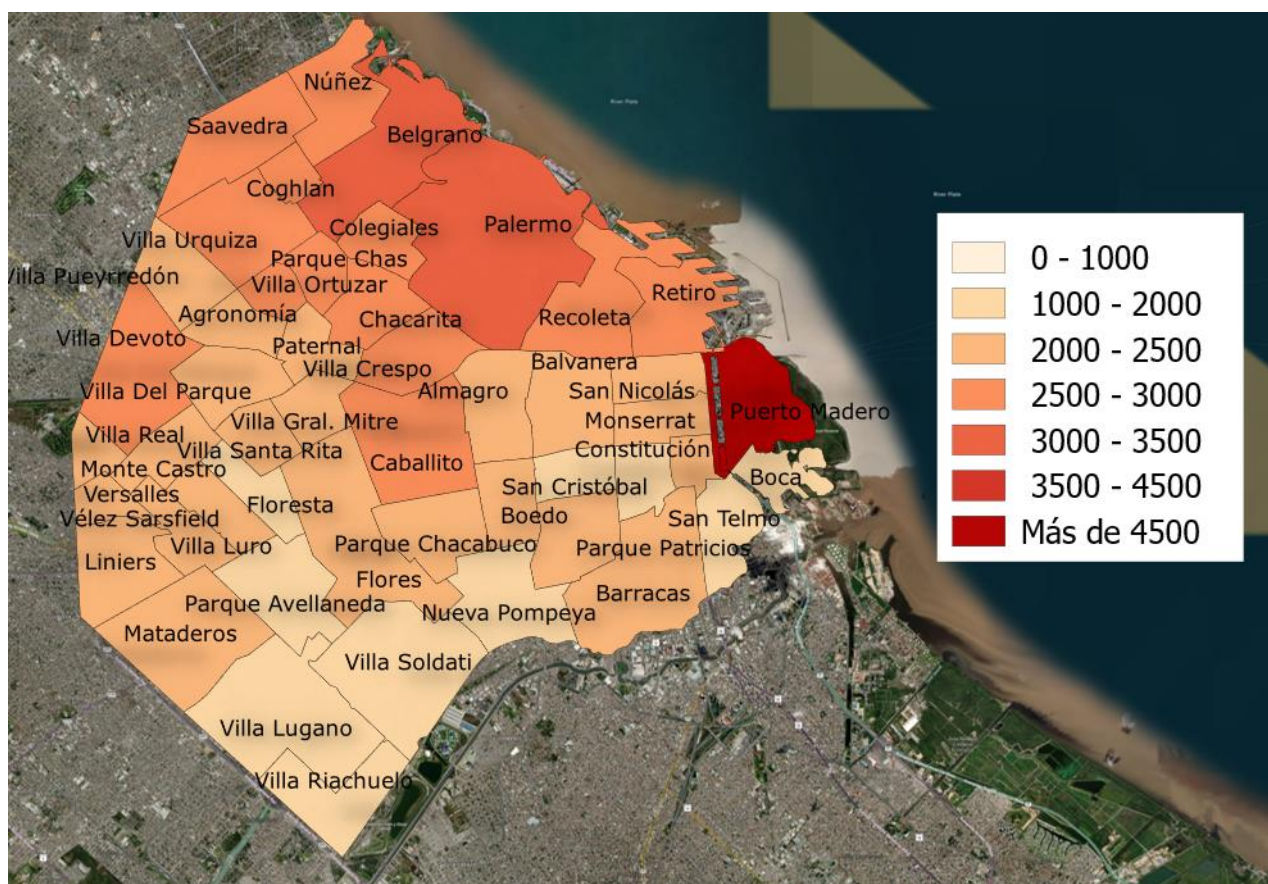 Núñez
River Plate
Saavedra
Belgrano
Coghlan
River Plate
Colegiales
Palermo
Villa Urquiza
Parque Chas
Villa Pueyrredón
Villa Ortuzar
Retiro
Agronomía
Chacarita
Recoleta
Villa Devoto
Paternal
Villa Crespo
Balvanera
Villa Del Parque
Almagro
San Nicolás
Puerto Madero
Villa Gral. Mitre
Monserrat
Villa Real
Villa Santa Rita
Constitución
Monte Castro
Caballito
Boca
Versalles
Floresta
San Cristóbal
Vélez Sarsfield
Boedo
San Telmo
Villa Luro
Parque Chacabuco
Parque Patricios
Liniers
Flores
Parque Avellaneda
Barracas
Nueva Pompeya
Mataderos
Villa Soldati
Villa Lugano
Villa Riachuelo
0 - 1000
1000 - 2000
2000 - 2500
2500 - 3000
3000 - 3500
3500 - 4500
Más de 4500